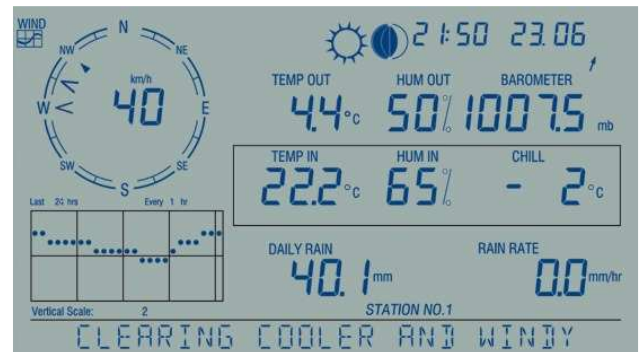 WIND
N
NW NE
km/h
40
W E
SW SE
S
21:50 23.06
TEMP OUT HUM OUT BAROMETER
4.4°C 50% 1007.5 mb
TEMP IN HUM IN CHILL
22.2°C 65% - 2°C
Last 24 hrs Every 1 hr
DAILY RAIN RAIN RATE
40.1 mm 0.0 mm/hr
Vertical Scale: 2
STATION NO.1
CLEARING COOLER AND WINDY